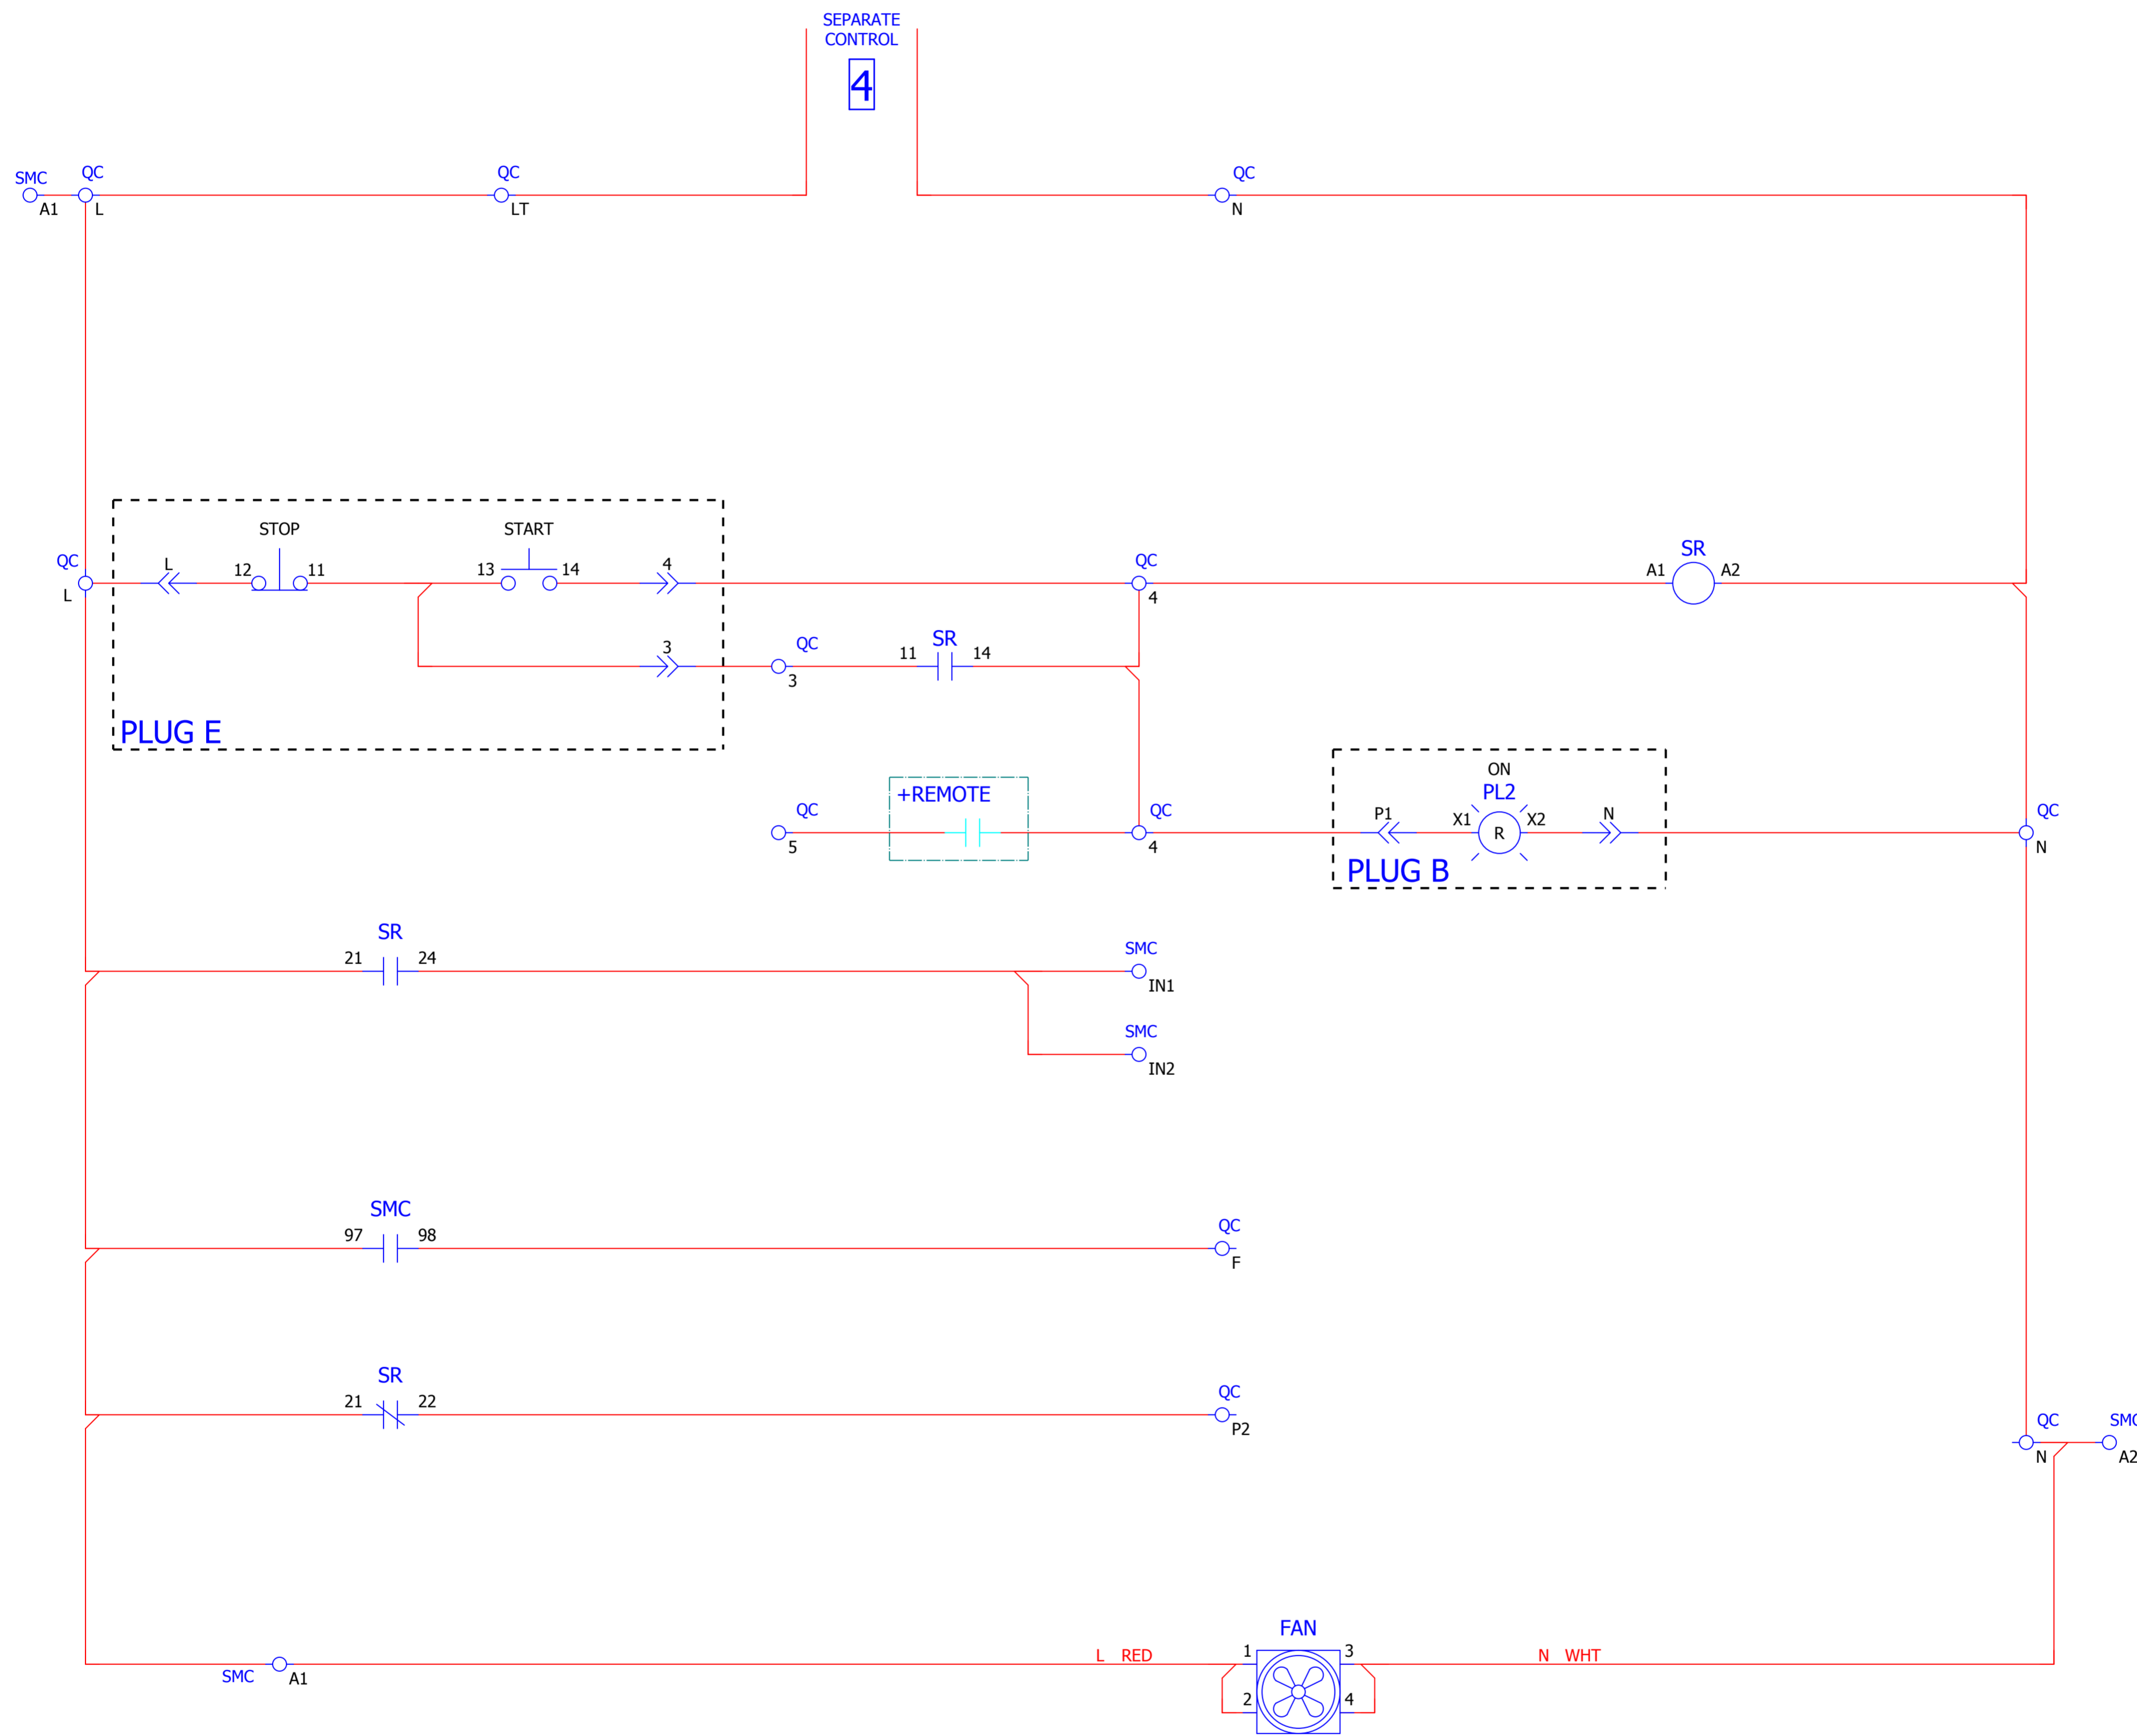 SEPARATE
CONTROL
4
SMC
QC
QC
QC
A1
L
LT
N
STOP
START
QC
L
12
11
13
14
4
QC
A1
SR
A2
L
4
3
QC
11
SR
14
3
PLUG E
ON
+REMOTE
PL2
QC
QC
P1
X1
R
X2
N
QC
5
4
N
PLUG B
SR
21
24
SMC
IN1
SMC
IN2
SMC
97
98
QC
F
SR
21
22
QC
P2
QC
SMC
N
A2
FAN
L RED
1
3
N WHT
SMC
A1
2
4